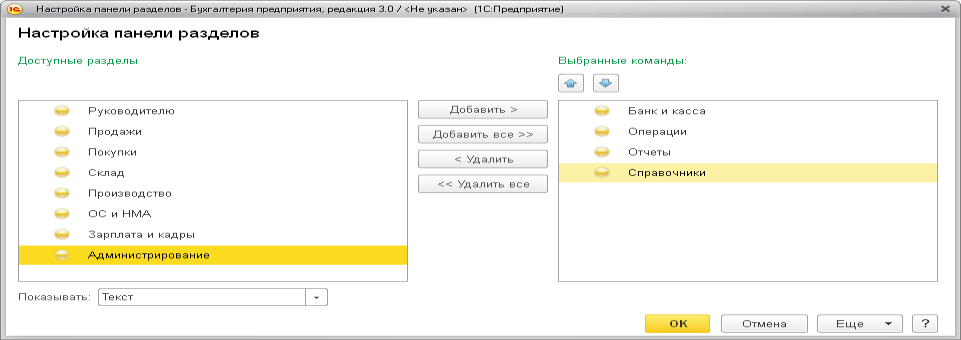 1С Настройка панели разделов - Бухгалтерия предприятия, редакция 3.0 / <Не указан> (1С:Предприятие)
Настройка панели разделов
Доступные разделы
Руководителю
Продажи
Покупки
Склад
Производство
ОС и НМА
Зарплата и кадры
Администрирование
Добавить >
Добавить все >>
< Удалить
<< Удалить все
Выбранные команды:
Банк и касса
Операции
Отчеты
Справочники
Показывать: Текст
ОК Отмена Еще ?